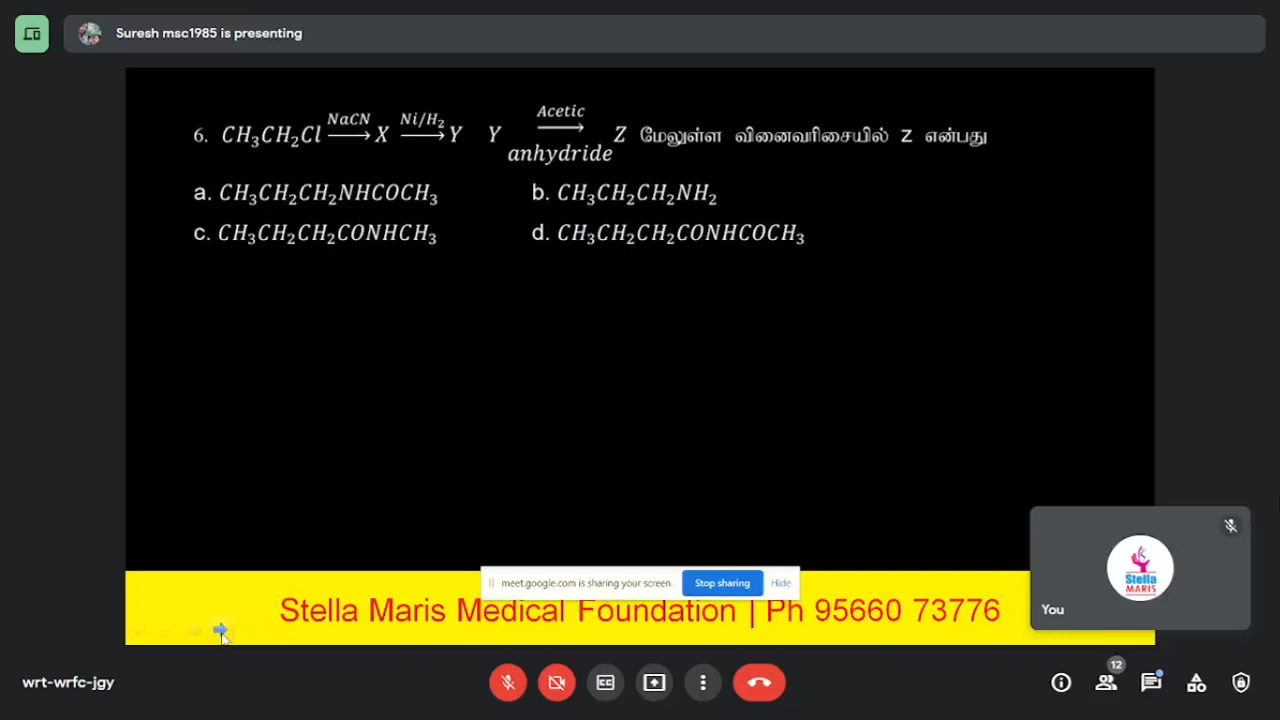 Suresh msc1985 is presenting
6. CH₃CH₂Cl —NaCN→ X —Ni/H₂→ Y Y —Acetic anhydride→ Z மேலுள்ள வினைவரிசையில் z என்பது
a. CH₃CH₂CH₂NHCOCH₃ b. CH₃CH₂CH₂NH₂
c. CH₃CH₂CH₂CONHCH₃ d. CH₃CH₂CH₂CONHCOCH₃
Stella
MARIS
You
meet.google.com is sharing your screen. Stop sharing Hide
Stella Maris Medical Foundation | Ph 95660 73776
wrt-wrfc-jgy
12